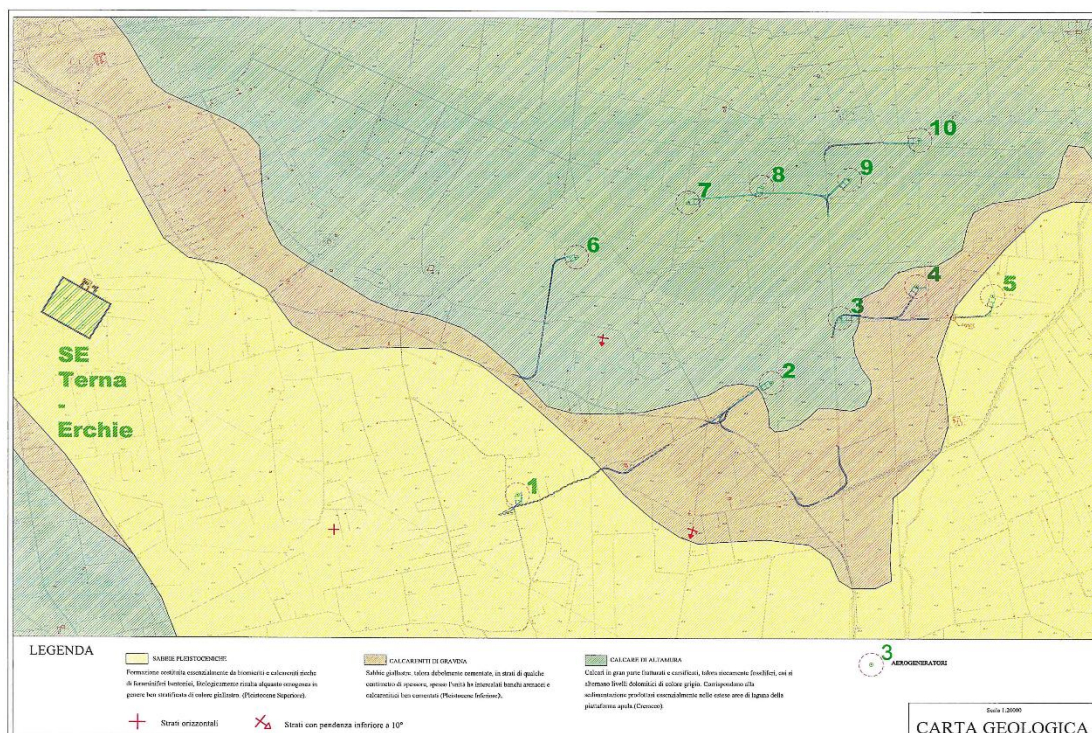 10
9
8
7
6
4
5
3
2
SE
Terna
-
Erchie
1
LEGENDA
SABBIE PLEISTOCENICHE
Formazione costituita essenzialmente da biomicriti e calcareniti ricche
di foraminiferi bentonici, litologicamente risulta alquanto omogenea in
genere ben stratificata di colore giallastro. (Pleistocene Superiore).
CALCARENITI DI GRAVINA
Sabbie giallastre, talora debolmente cementate, in strati di qualche
centimetro di spessore, spesso l'unità ha intercalati banchi arenacei e
calcarenitici ben cementati (Pleistocene Inferiore).
CALCARE DI ALTAMURA
Calcari in gran parte fratturati e carsificati, talora riccamente fossiliferi, cui si
alternano livelli dolomitici di colore grigio. Corrispondono alla
sedimentazione prodottasi essenzialmente nelle estese aree di laguna della
piattaforma apula.(Cretacco).
3
AEROGENERATORI
Strati orizzontali
Strati con pendenza inferiore a 10°
Scala 1:20000
CARTA GEOLOGICA